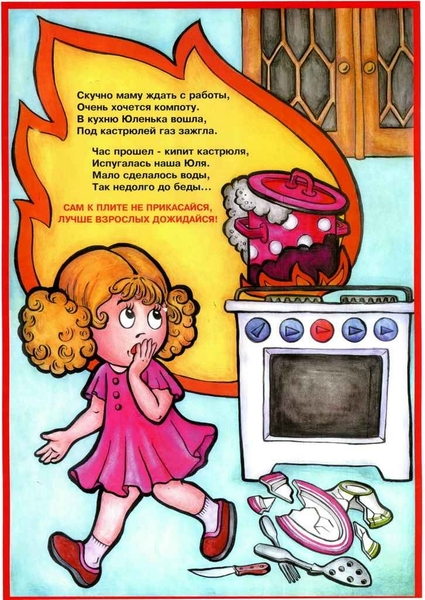 Скучно маму ждать с работы,
Очень хочется компоту.
В кухню Юленька вошла,
Под кастрюлей газ зажгла.
Час прошел - кипит кастрюля,
Испугалась наша Юля.
Мало сделалось воды,
Так недолго до беды...
САМ К ПЛИТЕ НЕ ПРИКАСАЙСЯ,
ЛУЧШЕ ВЗРОСЛЫХ ДОЖИДАЙСЯ!